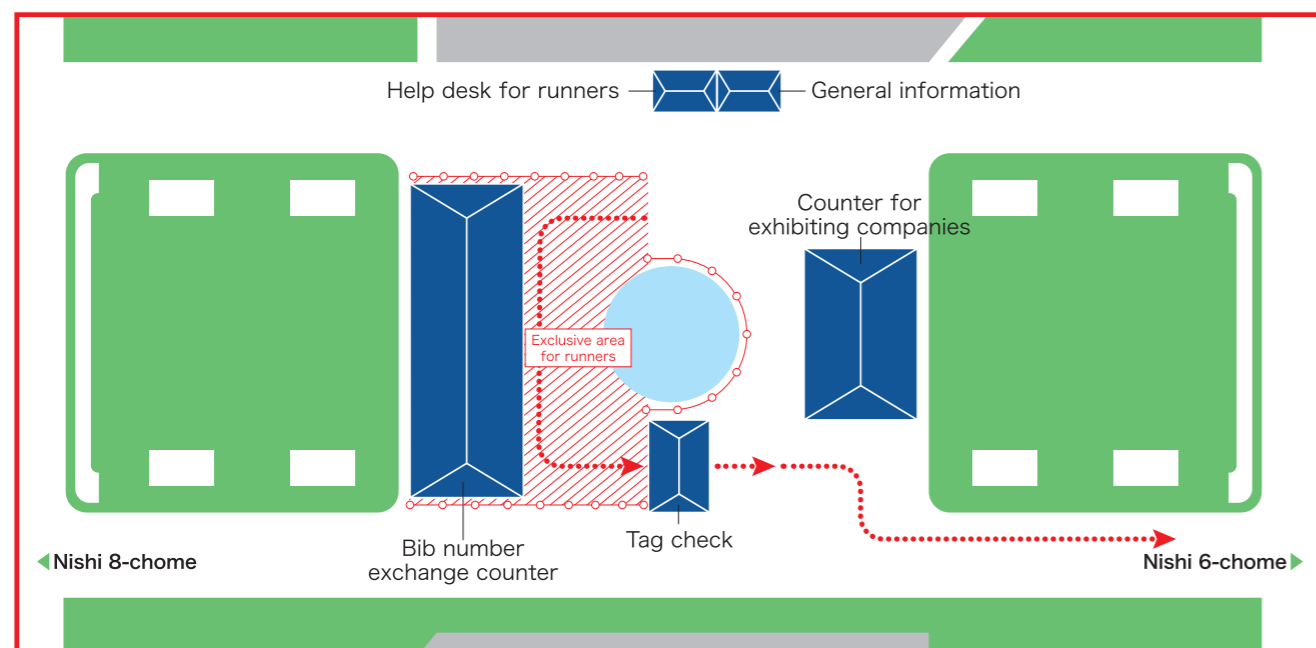 Help desk for runners
General information
Counter for
exhibiting companies
Exclusive area
for runners
Tag check
Bib number
exchange counter
Nishi 8-chome
Nishi 6-chome